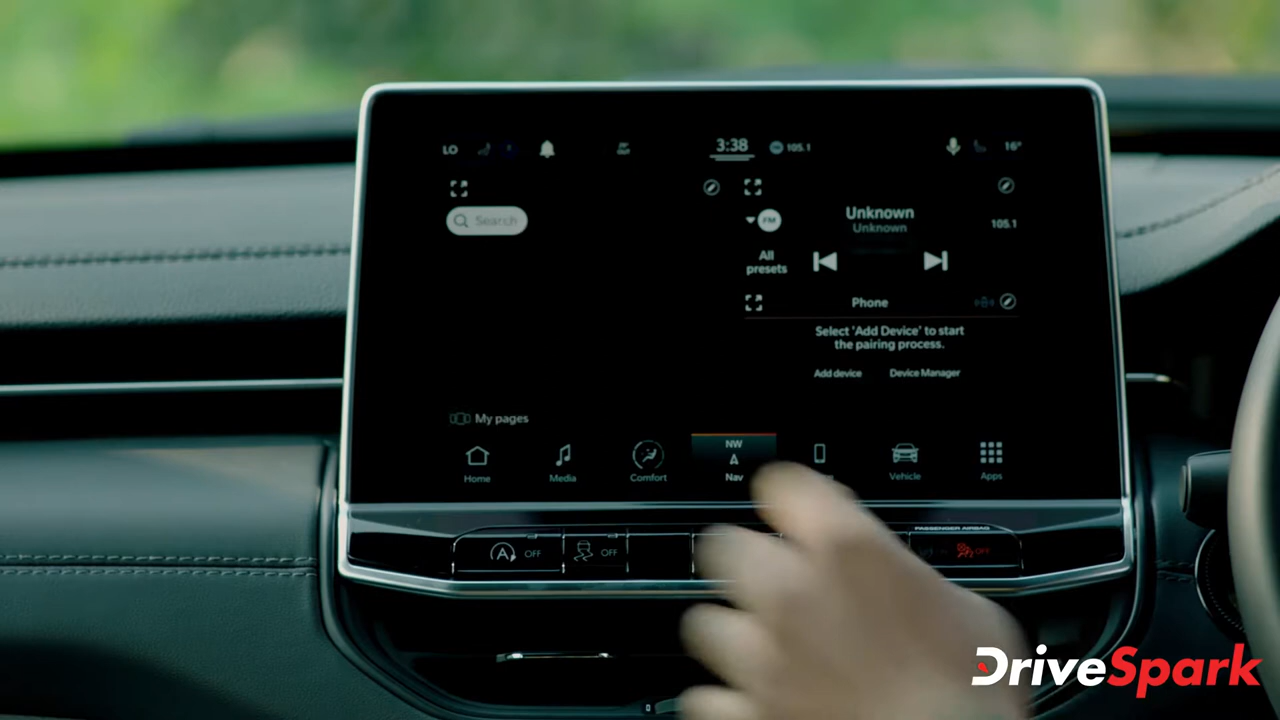 LO 3:38 105.1 16°
Search
FM Unknown 105.1
Unknown
All
presets
Phone
Select 'Add Device' to start
the pairing process.
Add device Device Manager
My pages
NW
Home Media Comfort Nav Vehicle Apps
PASSENGER AIRBAG
A OFF OFF OFF
DriveSpark